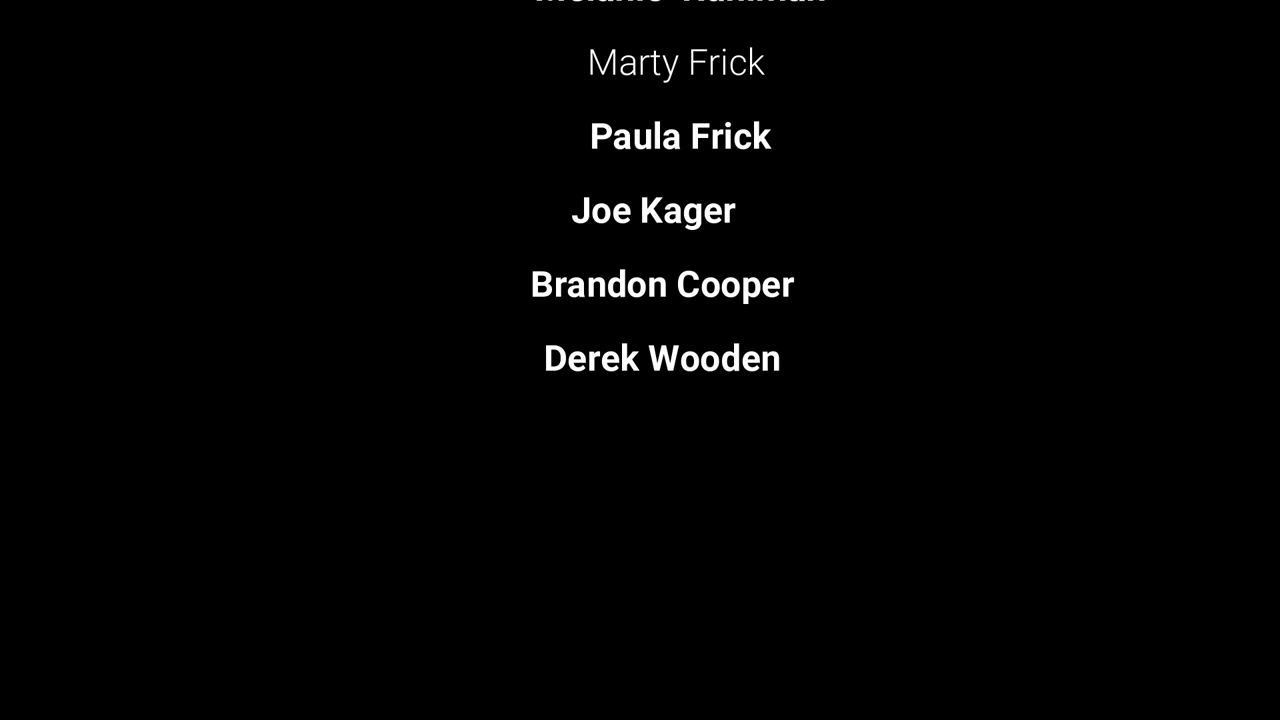 Marty Frick
Paula Frick
Joe Kager
Brandon Cooper
Derek Wooden